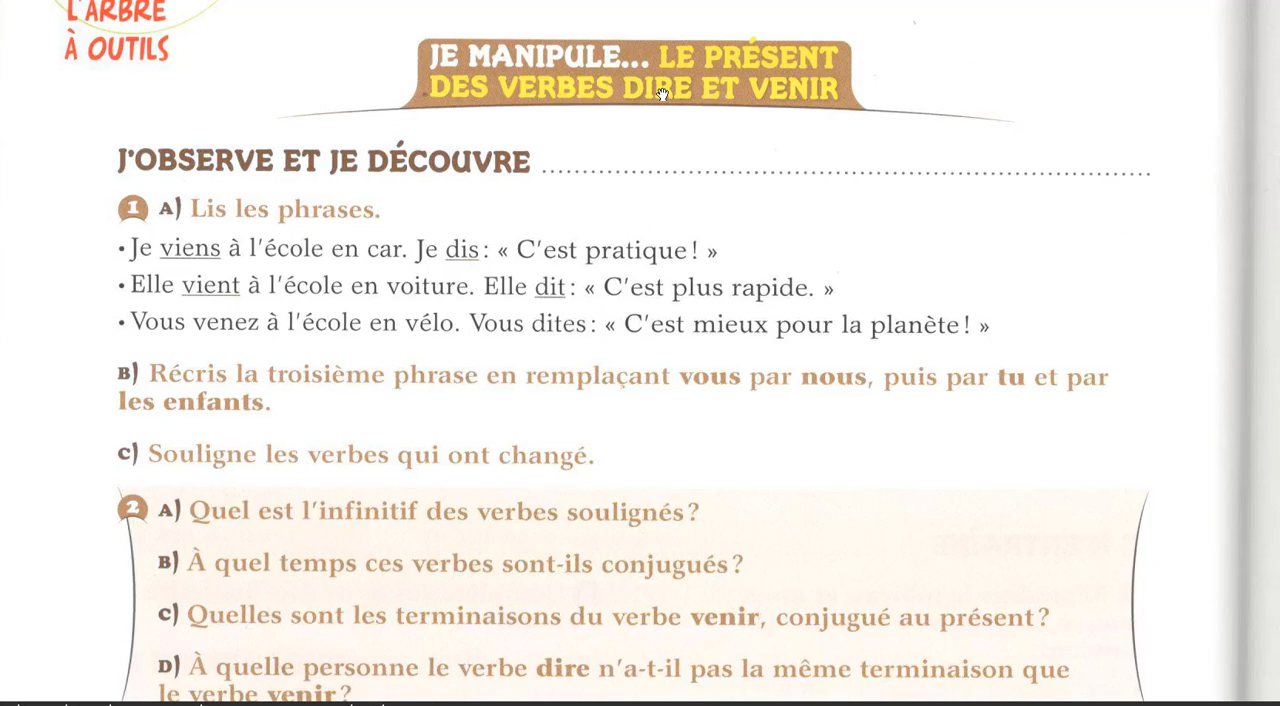 L'ARBRE
À OUTILS
JE MANIPULE... LE PRÉSENT
DES VERBES DIRE ET VENIR
J'OBSERVE ET JE DÉCOUVRE
1 A) Lis les phrases.
• Je viens à l'école en car. Je dis : « C'est pratique ! »
• Elle vient à l'école en voiture. Elle dit : « C'est plus rapide. »
• Vous venez à l'école en vélo. Vous dites : « C'est mieux pour la planète ! »
B) Récris la troisième phrase en remplaçant vous par nous, puis par tu et par
les enfants.
C) Souligne les verbes qui ont changé.
2 A) Quel est l'infinitif des verbes soulignés ?
B) À quel temps ces verbes sont-ils conjugués ?
C) Quelles sont les terminaisons du verbe venir, conjugué au présent ?
D) À quelle personne le verbe dire n'a-t-il pas la même terminaison que
le verbe venir ?